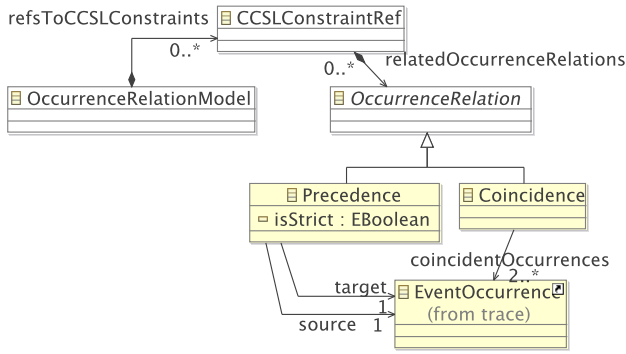 refsToCCSLConstraints
CCSLConstraintRef
0..*
0..*
relatedOccurrenceRelations
OccurrenceRelationModel
OccurrenceRelation
Precedence
Coincidence
isStrict : EBoolean
coincidentOccurrences
2..*
target
1
EventOccurrence
(from trace)
source
1